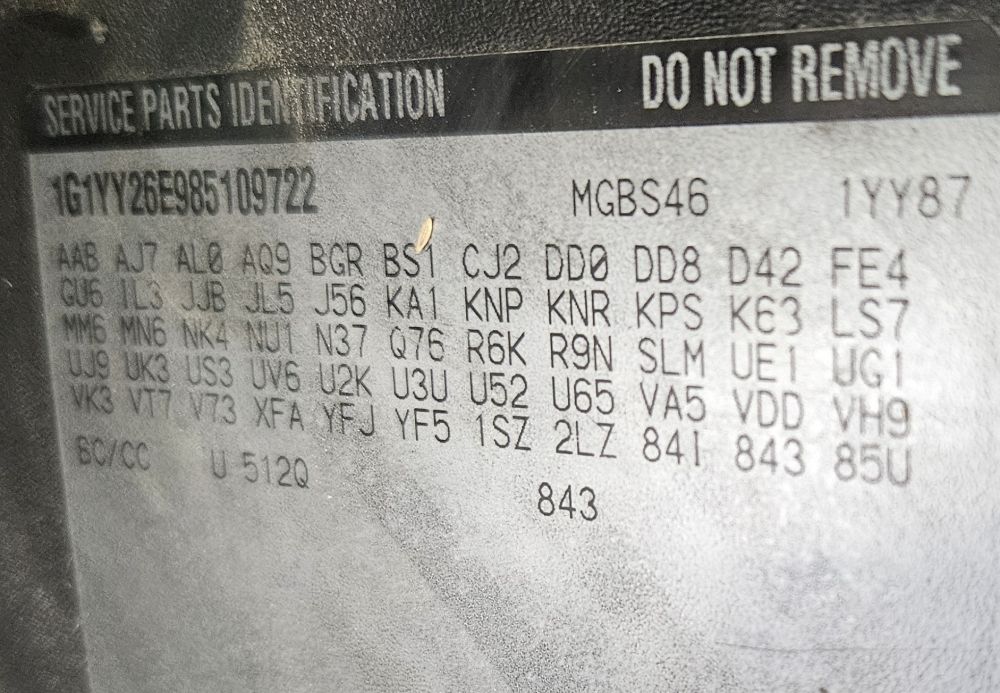 SERVICE PARTS IDENTIFICATION DO NOT REMOVE
1G1YY26E985109722 MGBS46 1YY87
AAB AJ7 AL0 AQ9 BGR BS1 CJ2 DD0 DD8 D42 FE4
GU6 IL3 JJB JL5 J56 KA1 KNP KNR KPS K63 LS7
MM6 MN6 NK4 NU1 N37 Q76 R6K R9N SLM UE1 UG1
UJ9 UK3 US3 UV6 U2K U3U U52 U65 VA5 VDD VH9
VK3 VT7 V73 XFA YFJ YF5 1SZ 2LZ 84I 843 85U
BC/CC U 512Q
843